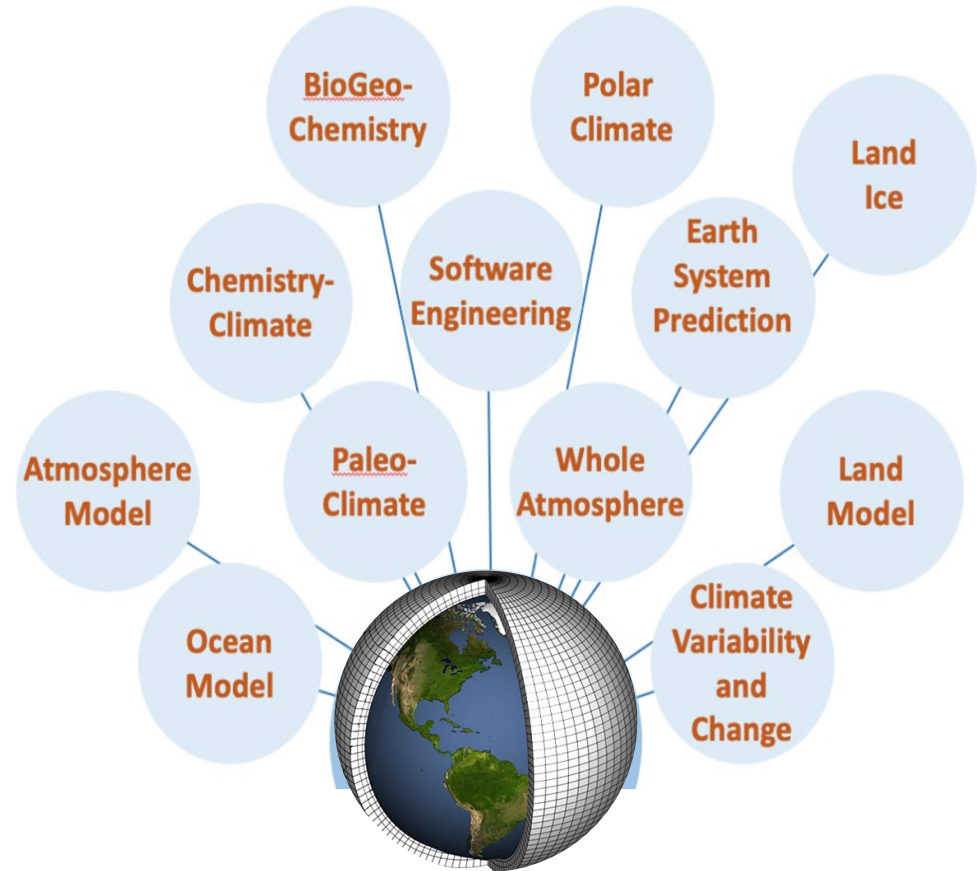 BioGeo-
Chemistry
Polar
Climate
Land
Ice
Chemistry-
Climate
Software
Engineering
Earth
System
Prediction
Atmosphere
Model
Paleo-
Climate
Whole
Atmosphere
Land
Model
Ocean
Model
Climate
Variability
and
Change